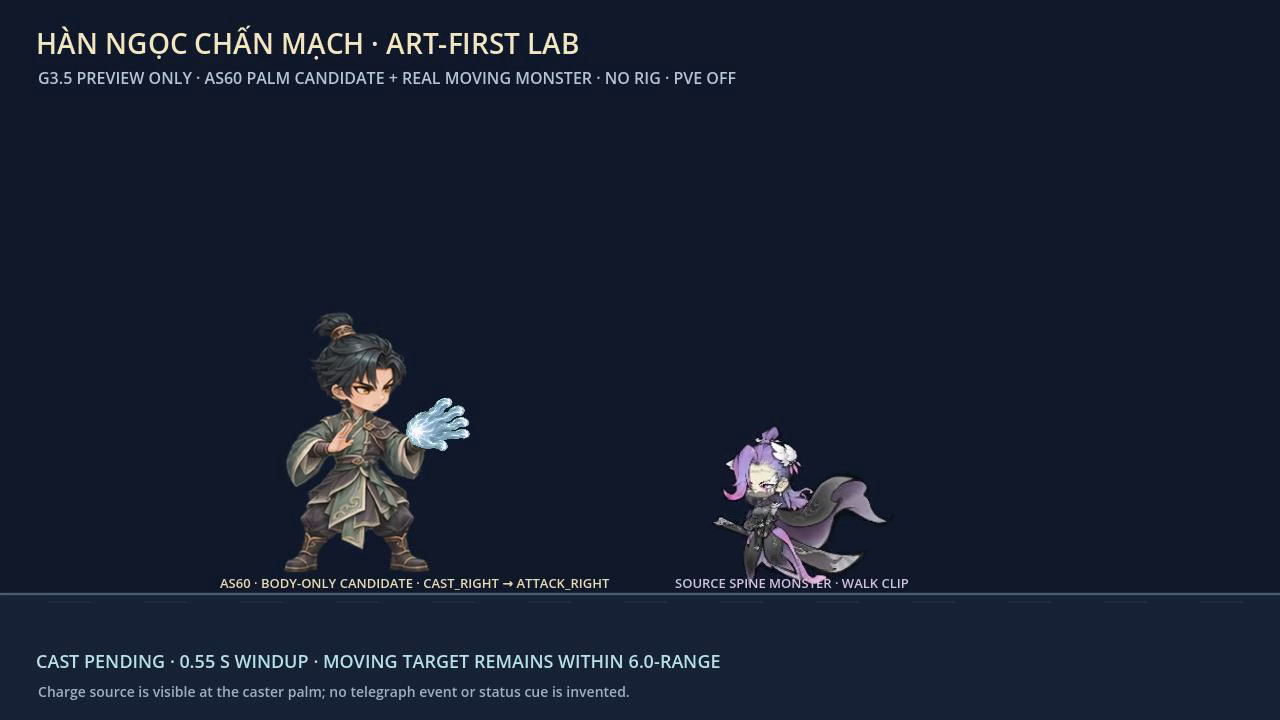 HÀN NGỌC CHẤN MẠCH · ART-FIRST LAB
G3.5 PREVIEW ONLY · AS60 PALM CANDIDATE + REAL MOVING MONSTER · NO RIG · PVE OFF
AS60 · BODY-ONLY CANDIDATE · CAST_RIGHT → ATTACK_RIGHT
SOURCE SPINE MONSTER · WALK CLIP
CAST PENDING · 0.55 S WINDUP · MOVING TARGET REMAINS WITHIN 6.0-RANGE
Charge source is visible at the caster palm; no telegraph event or status cue is invented.